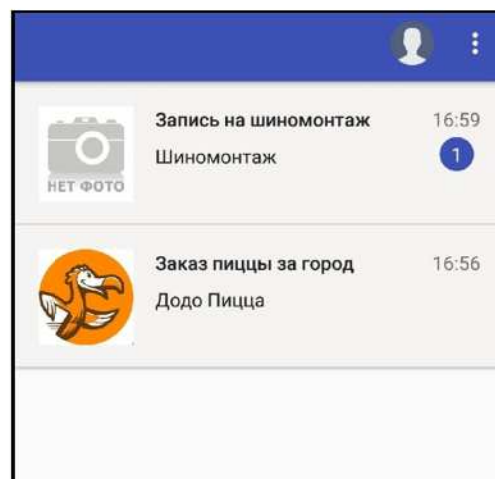 Запись на шиномонтаж 16:59
Шиномонтаж 1
НЕТ ФОТО
Заказ пиццы за город 16:56
Додо Пицца